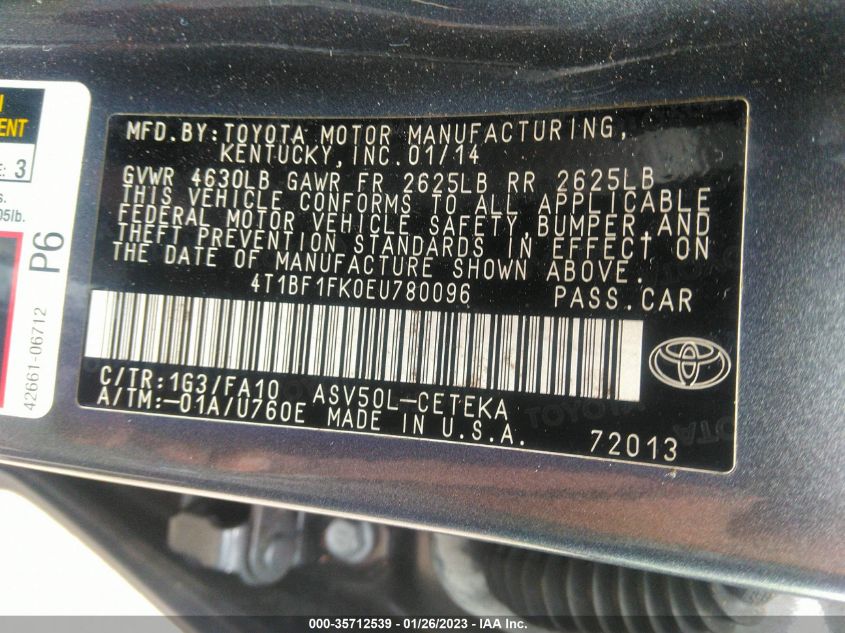 MFD.BY:TOYOTA MOTOR MANUFACTURING,
KENTUCKY, INC.01/14
GVWR 4630LB GAWR FR 2625LB RR 2625LB
THIS VEHICLE CONFORMS TO ALL APPLICABLE
FEDERAL MOTOR VEHICLE SAFETY,BUMPER,AND
THEFT PREVENTION STANDARDS IN EFFECT ON
THE DATE OF MANUFACTURE SHOWN ABOVE.
4T1BF1FK0EU780096 PASS.CAR
C/TR:1G3/FA10 ASV50L-CETEKA
A/TM:-01A/U760E MADE IN U.S.A. 72013
ENT
E: 3
s.
05lb.
P6
42661-06712
000-35712539 - 01/26/2023 - IAA Inc.